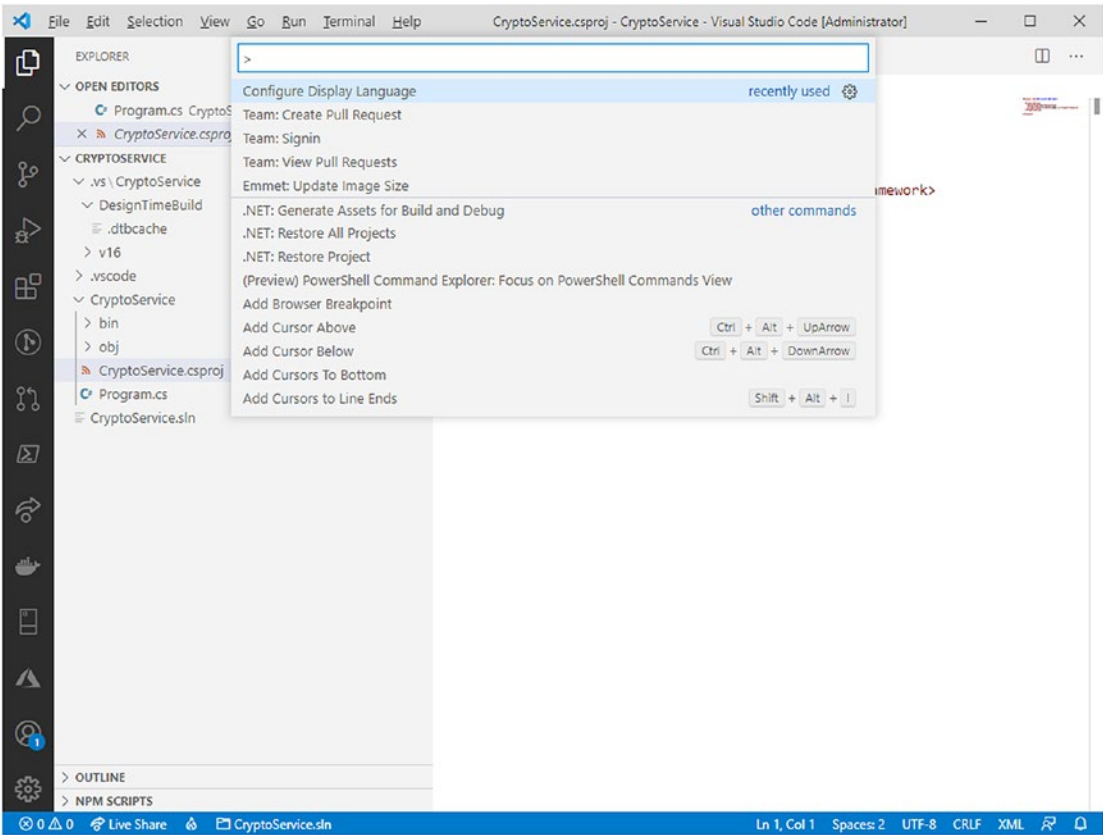 File Edit Selection View Go Run Terminal Help CryptoService.csproj - CryptoService - Visual Studio Code [Administrator]
EXPLORER
>
OPEN EDITORS
Program.cs CryptoS
CryptoService.csproj
CRYPTOSERVICE
.vs\CryptoService
DesignTimeBuild
.dtbcache
v16
.vscode
CryptoService
bin
obj
CryptoService.csproj
Program.cs
CryptoService.sln
OUTLINE
NPM SCRIPTS
Configure Display Language recently used
Team: Create Pull Request
Team: Signin
Team: View Pull Requests
Emmet: Update Image Size
.NET: Generate Assets for Build and Debug other commands
.NET: Restore All Projects
.NET: Restore Project
(Preview) PowerShell Command Explorer: Focus on PowerShell Commands View
Add Browser Breakpoint
Add Cursor Above Ctrl + Alt + UpArrow
Add Cursor Below Ctrl + Alt + DownArrow
Add Cursors To Bottom
Add Cursors to Line Ends Shift + Alt + I
mework>
1
0 0 Live Share CryptoService.sln Ln 1, Col 1 Spaces: 2 UTF-8 CRLF XML